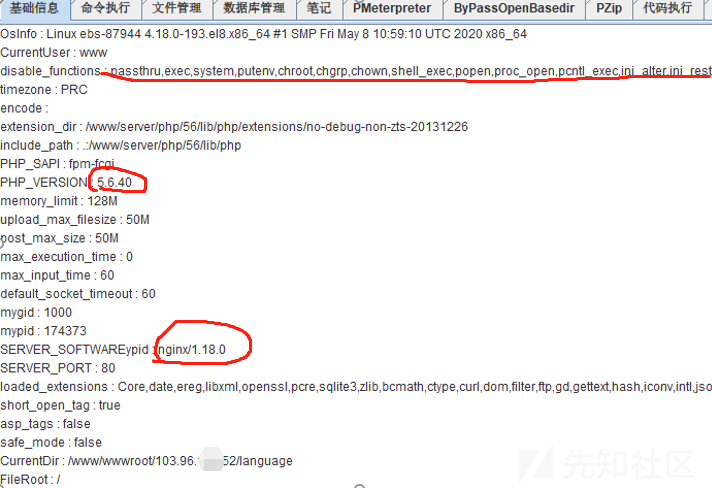 基础信息 命令执行 文件管理 数据库管理 笔记 PMeterpreter ByPassOpenBasedir PZip 代码执行
OsInfo : Linux ebs-87944 4.18.0-193.el8.x86_64 #1 SMP Fri May 8 10:59:10 UTC 2020 x86_64
CurrentUser : www
disable_functions : passthru,exec,system,putenv,chroot,chgrp,chown,shell_exec,popen,proc_open,pcntl_exec,ini_alter,ini_rest
timezone : PRC
encode :
extension_dir : /www/server/php/56/lib/php/extensions/no-debug-non-zts-20131226
include_path : .:/www/server/php/56/lib/php
PHP_SAPI : fpm-fcgi
PHP_VERSION : 5.6.40
memory_limit : 128M
upload_max_filesize : 50M
post_max_size : 50M
max_execution_time : 0
max_input_time : 60
default_socket_timeout : 60
mygid : 1000
mypid : 174373
SERVER_SOFTWAREypid : nginx/1.18.0
SERVER_PORT : 80
loaded_extensions : Core,date,ereg,libxml,openssl,pcre,sqlite3,zlib,bcmath,ctype,curl,dom,filter,ftp,gd,gettext,hash,iconv,intl,jso
short_open_tag : true
asp_tags : false
safe_mode : false
CurrentDir : /www/wwwroot/103.96. 52/language
FileRoot : /
先知社区